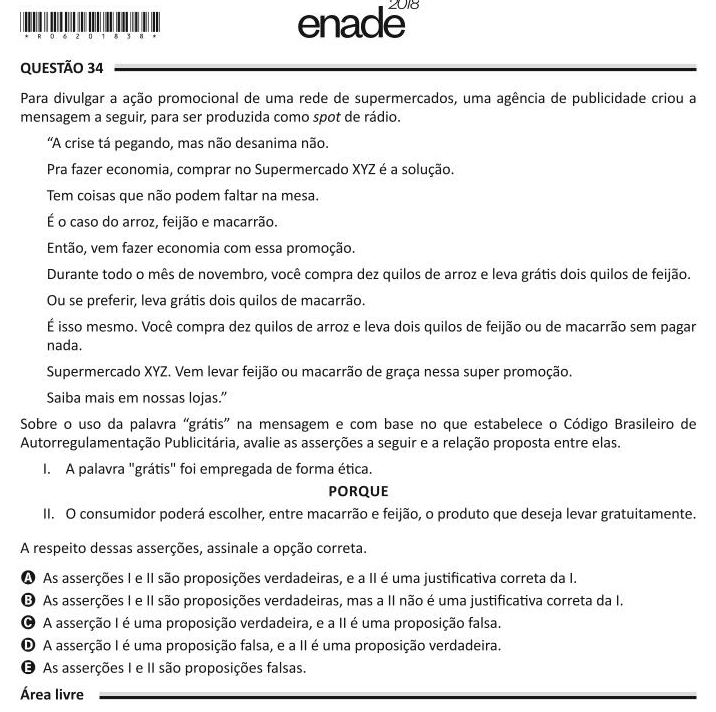 2018
enade
*R06201838*
QUESTÃO 34
Para divulgar a ação promocional de uma rede de supermercados, uma agência de publicidade criou a
mensagem a seguir, para ser produzida como spot de rádio.
“A crise tá pegando, mas não desanima não.
Pra fazer economia, comprar no Supermercado XYZ é a solução.
Tem coisas que não podem faltar na mesa.
É o caso do arroz, feijão e macarrão.
Então, vem fazer economia com essa promoção.
Durante todo o mês de novembro, você compra dez quilos de arroz e leva grátis dois quilos de feijão.
Ou se preferir, leva grátis dois quilos de macarrão.
É isso mesmo. Você compra dez quilos de arroz e leva dois quilos de feijão ou de macarrão sem pagar
nada.
Supermercado XYZ. Vem levar feijão ou macarrão de graça nessa super promoção.
Saiba mais em nossas lojas.”
Sobre o uso da palavra “grátis” na mensagem e com base no que estabelece o Código Brasileiro de
Autorregulamentação Publicitária, avalie as asserções a seguir e a relação proposta entre elas.
I. A palavra "grátis" foi empregada de forma ética.
PORQUE
II. O consumidor poderá escolher, entre macarrão e feijão, o produto que deseja levar gratuitamente.
A respeito dessas asserções, assinale a opção correta.
A As asserções I e II são proposições verdadeiras, e a II é uma justificativa correta da I.
B As asserções I e II são proposições verdadeiras, mas a II não é uma justificativa correta da I.
C A asserção I é uma proposição verdadeira, e a II é uma proposição falsa.
D A asserção I é uma proposição falsa, e a II é uma proposição verdadeira.
E As asserções I e II são proposições falsas.
Área livre